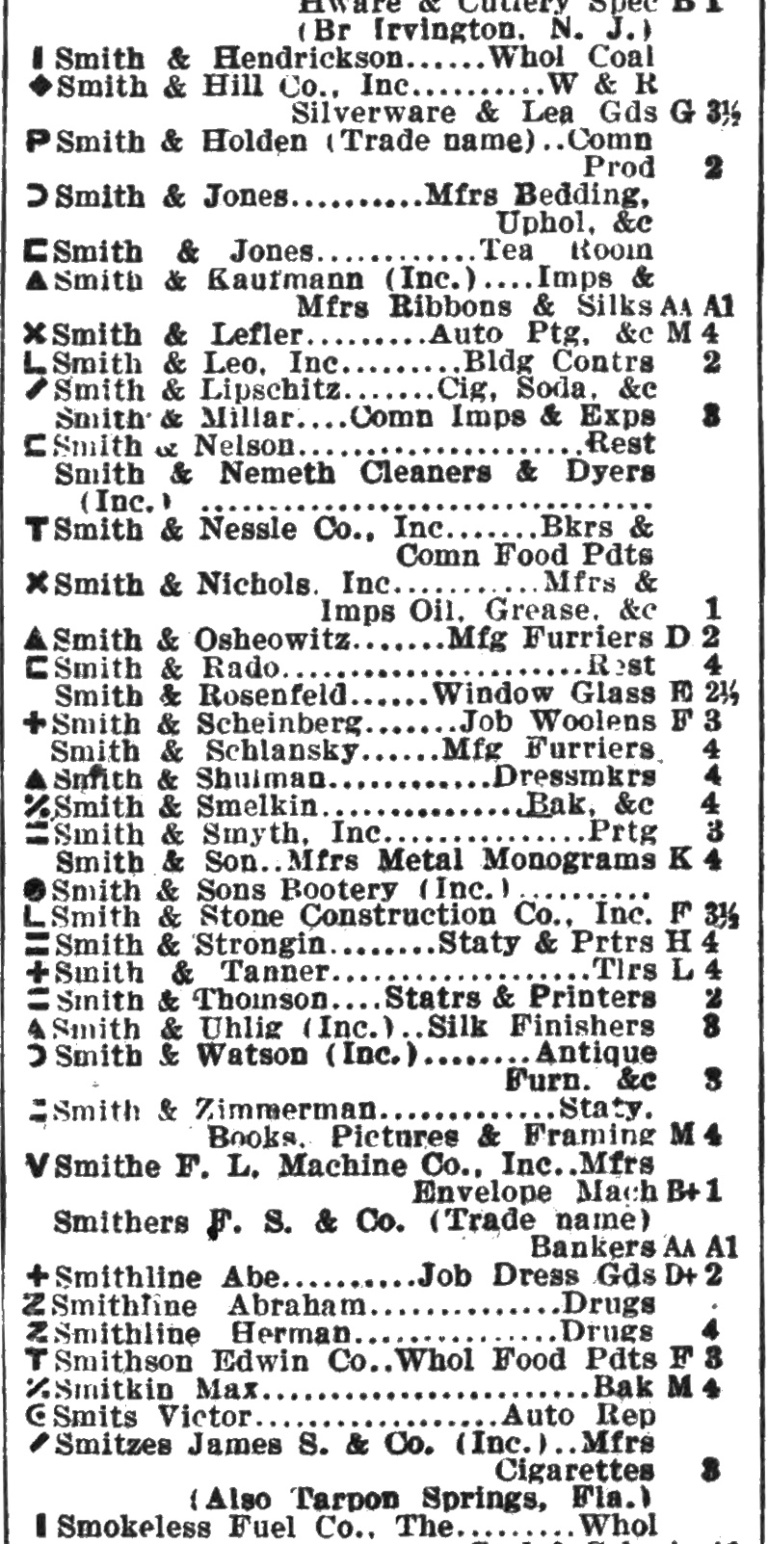 Hware & Cutlery Spec B 1
(Br Irvington, N. J.)
Smith & Hendrickson......Whol Coal
◆Smith & Hill Co., Inc..........W & R
Silverware & Lea Gds G 3½
P Smith & Holden (Trade name)..Comn
Prod 2
Smith & Jones..........Mfrs Bedding,
Uphol, &c
Smith & Jones............Tea Room
▲Smith & Kaufmann (Inc.)....Imps &
Mfrs Ribbons & Silks AA A1
X Smith & Lefler.........Auto Ptg, &c M 4
L Smith & Leo, Inc.........Bldg Contrs 2
Smith & Lipschitz.......Cig, Soda, &c
Smith & Millar....Comn Imps & Exps 3
Smith & Nelson.....................Rest
Smith & Nemeth Cleaners & Dyers
(Inc.) .................................
T Smith & Nessle Co., Inc.......Bkrs &
Comn Food Pdts
X Smith & Nichols, Inc...........Mfrs &
Imps Oil, Grease, &c 1
▲Smith & Osheowitz.......Mfg Furriers D 2
Smith & Rado.......................Rest 4
Smith & Rosenfeld......Window Glass E 2½
+Smith & Scheinberg.......Job Woolens F 3
Smith & Schlansky......Mfg Furriers 4
▲Smith & Shulman.............Dressmkrs 4
Smith & Smelkin................Bak, &c 4
Smith & Smyth, Inc...............Prtg 3
Smith & Son..Mfrs Metal Monograms K 4
Smith & Sons Bootery (Inc.)..........
L Smith & Stone Construction Co., Inc. F 3½
Smith & Strongin........Staty & Prtrs H 4
+Smith & Tanner...................Tlrs L 4
Smith & Thomson....Statrs & Printers 2
▲Smith & Uhlig (Inc.)..Silk Finishers 3
Smith & Watson (Inc.)........Antique
Furn. &c 3
Smith & Zimmerman.............Staty,
Books, Pictures & Framing M 4
V Smithe F. L. Machine Co., Inc..Mfrs
Envelope Mach B+ 1
Smithers F. S. & Co. (Trade name)
Bankers AA A1
+Smithline Abe..........Job Dress Gds D+ 2
Z Smithline Abraham..............Drugs
Z Smithline Herman...............Drugs 4
T Smithson Edwin Co..Whol Food Pdts F 3
Smitkin Max........................Bak M 4
Smits Victor..................Auto Rep
Smitzes James S. & Co. (Inc.)..Mfrs
Cigarettes 3
(Also Tarpon Springs, Fla.)
Smokeless Fuel Co., The.........Whol